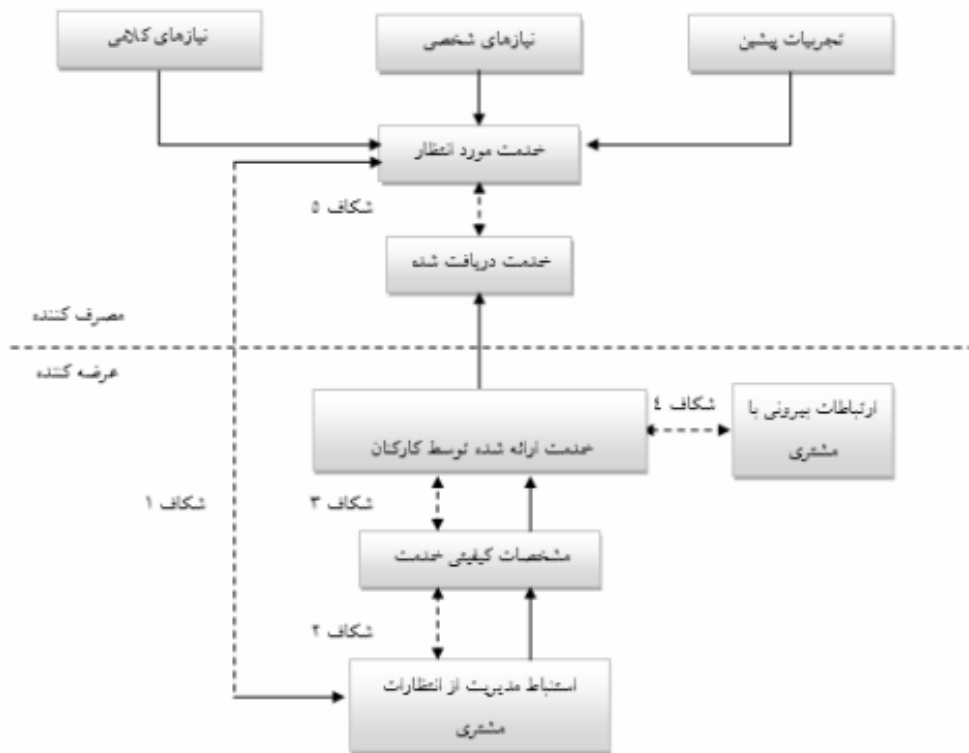 تجربیات پیشین
نیازهای شخصی
نیازهای کلامی
خدمت مورد انتظار
شکاف ۵
خدمت دریافت شده
مصرف کننده
عرضه کننده
ارتباطات بیرونی با
مشتری
شکاف ۴
خدمت ارائه شده توسط کارکنان
شکاف ۳
شکاف ۱
مشخصات کیفیتی خدمت
شکاف ۲
استنباط مدیریت از انتظارات
مشتری